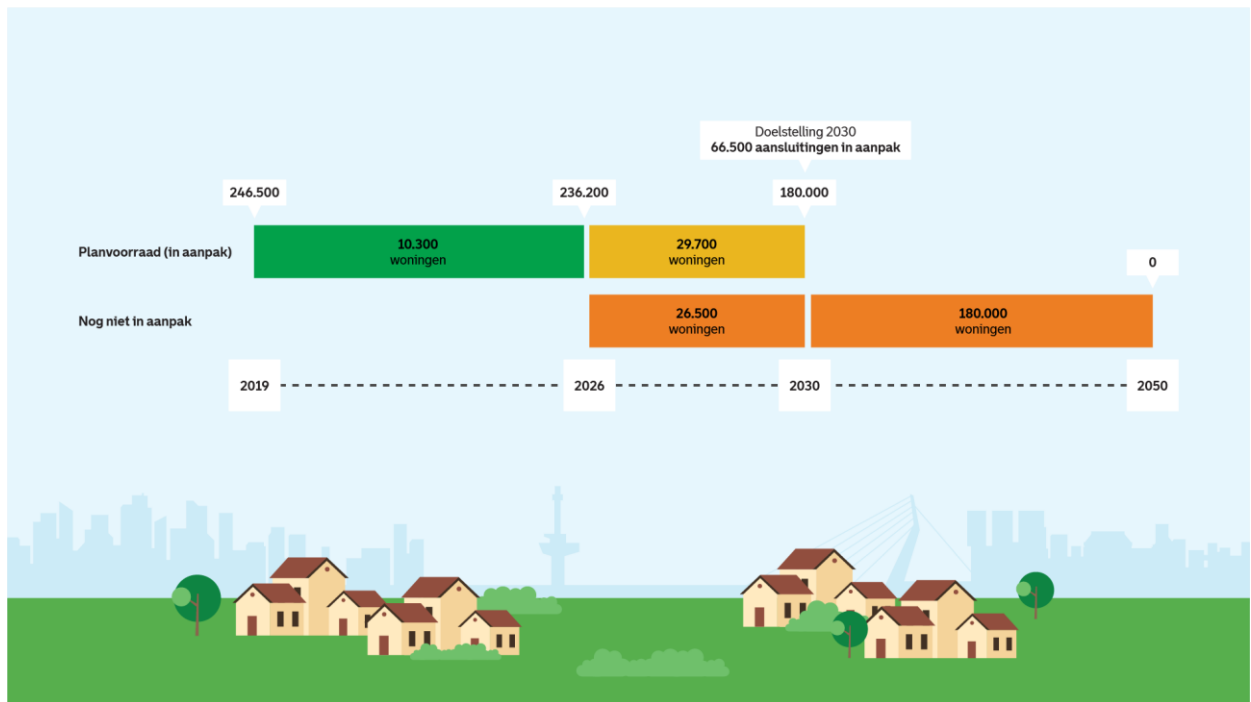 Doelstelling 2030
66.500 aansluitingen in aanpak
246.500
236.200
180.000
Planvoorraad (in aanpak)
10.300
woningen
29.700
woningen
0
Nog niet in aanpak
26.500
woningen
180.000
woningen
2019
2026
2030
2050